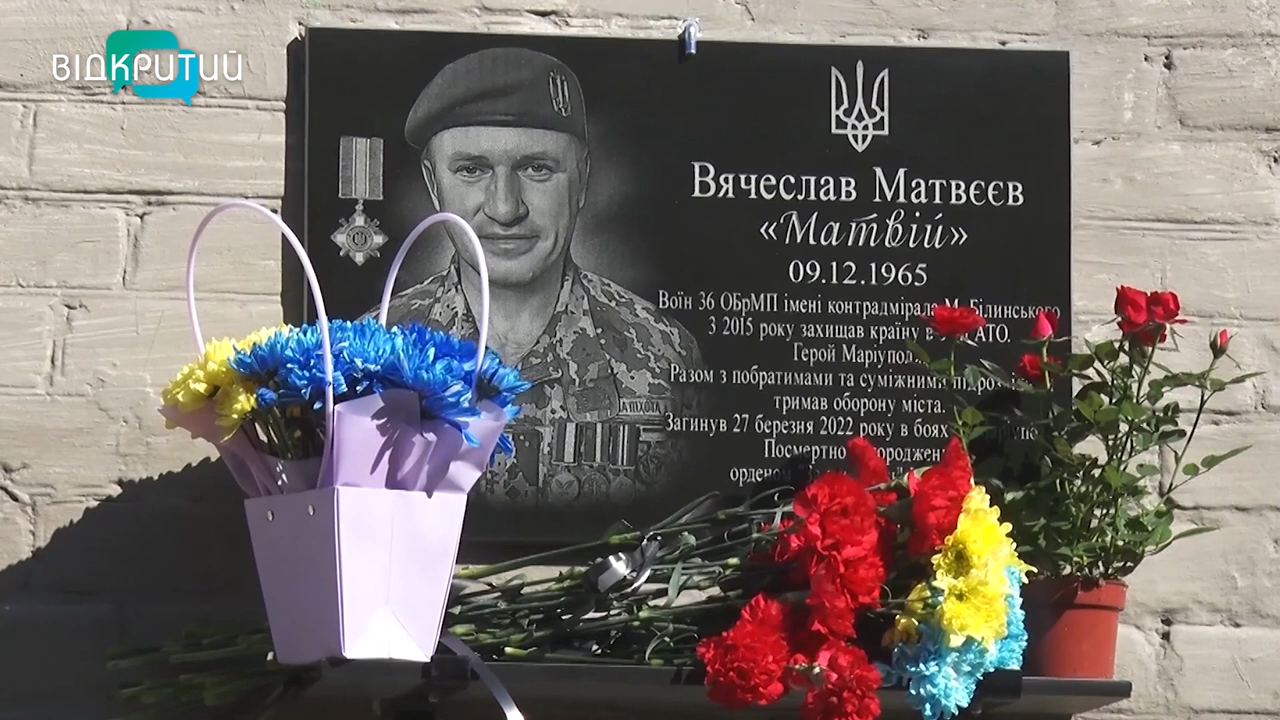 ВІДКРИТИЙ
Вячеслав Матвєєв
«Матвій»
09.12.1965
Воїн 36 ОБрМП імені контрадмірала М. Білинського
З 2015 року захищав країну в АТО.
Герой
Разом з побратимами та суміжними
тримав оборону міста.
Загинув 27 березня 2022 року в боях
Посмертно
ПІХОТА